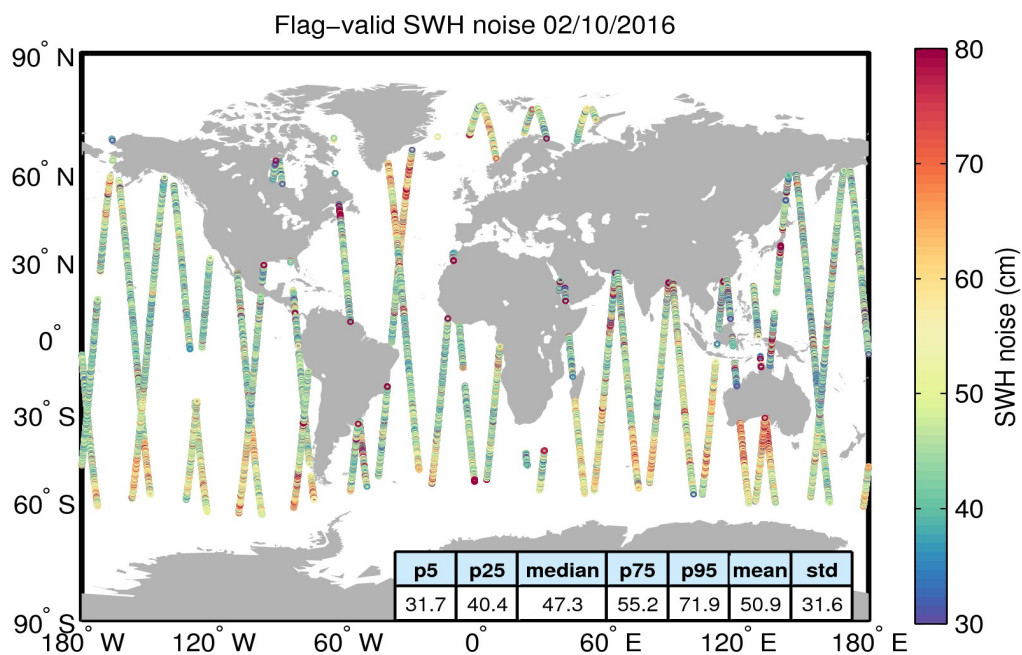 Flag−valid SWH noise 02/10/2016
90° N
60° N
30° N
0°
30° S
60° S
90° S
180° W
120° W
60° W
0°
60° E
120° E
180° E
p5 p25 median p75 p95 mean std
31.7 40.4 47.3 55.2 71.9 50.9 31.6
80
70
60
50
40
30
SWH noise (cm)